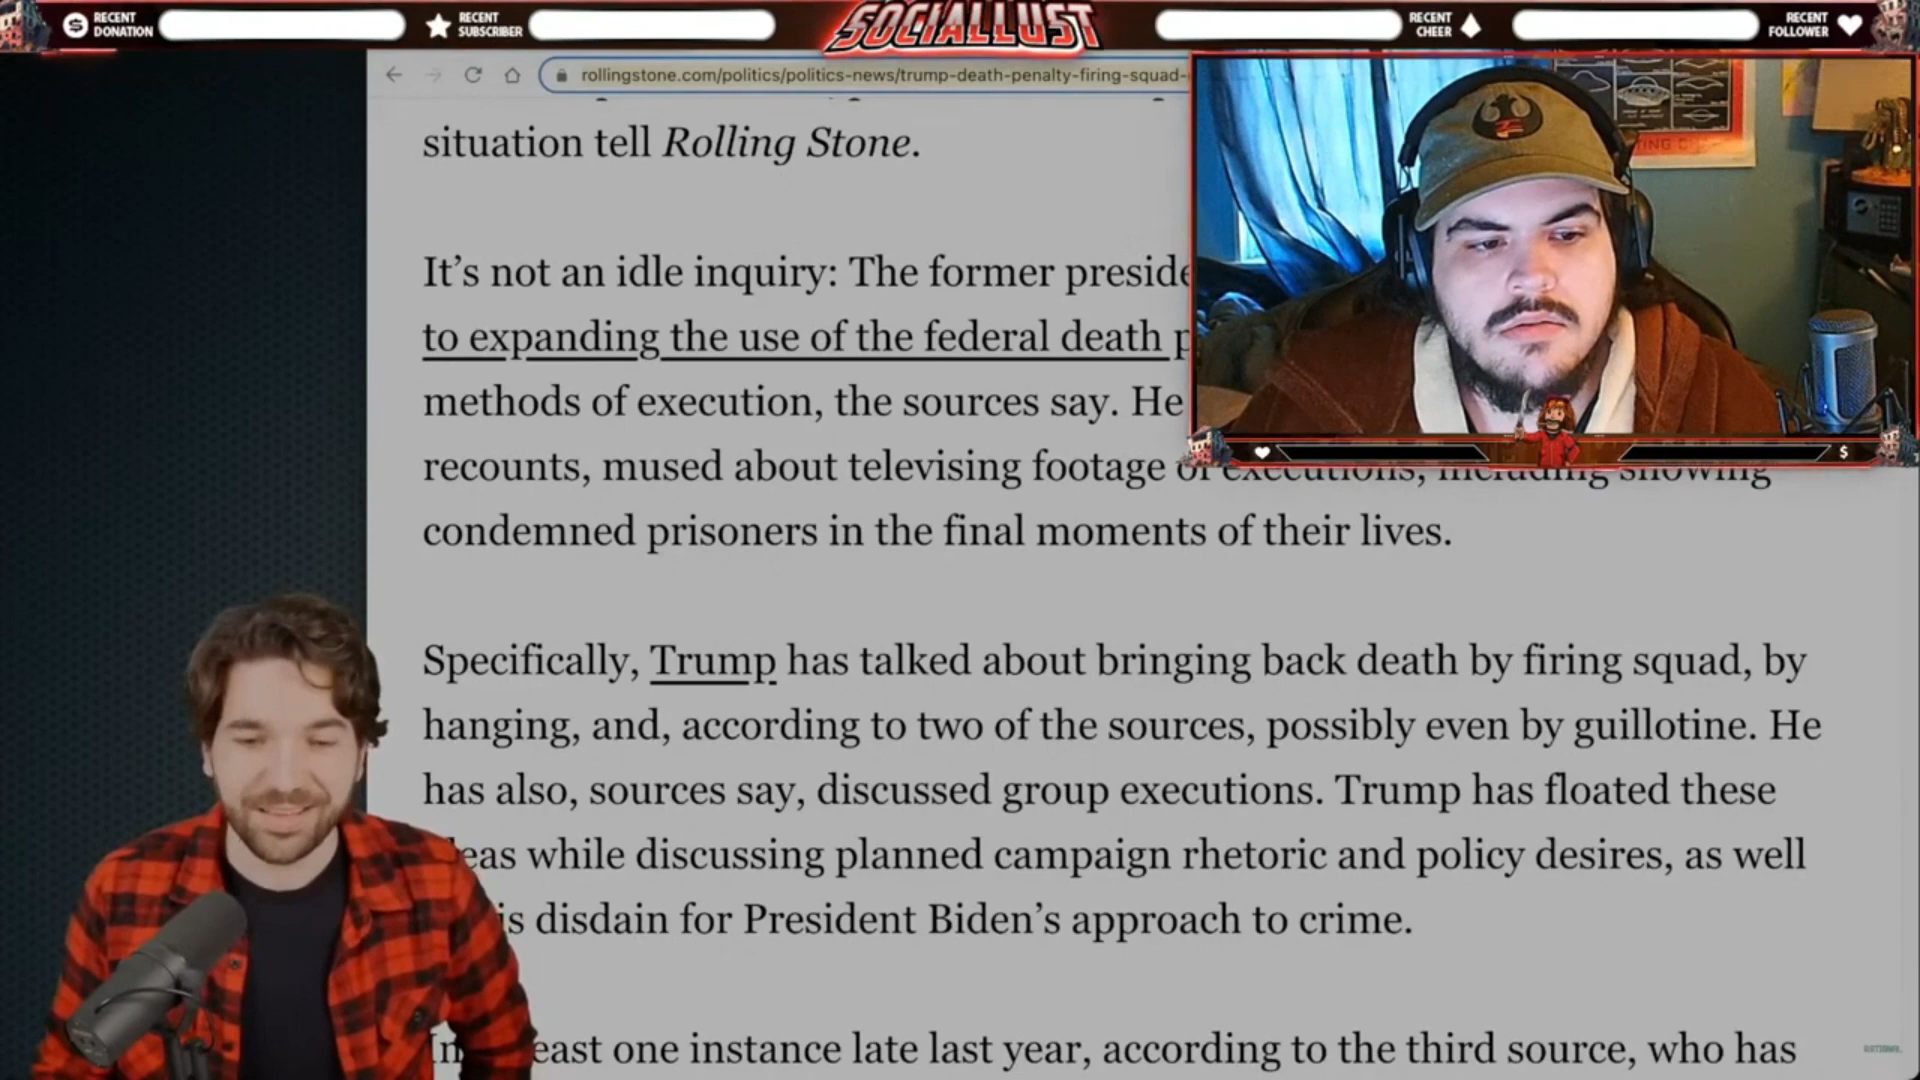 RECENT
DONATION
RECENT
SUBSCRIBER
SOCIALLUST
RECENT
CHEER
RECENT
FOLLOWER
rollingstone.com/politics/politics-news/trump-death-penalty-firing-squad-
situation tell Rolling Stone.
It’s not an idle inquiry: The former preside
to expanding the use of the federal death p
methods of execution, the sources say. He
recounts, mused about televising footage of executions, including showing
condemned prisoners in the final moments of their lives.
Specifically, Trump has talked about bringing back death by firing squad, by
hanging, and, according to two of the sources, possibly even by guillotine. He
has also, sources say, discussed group executions. Trump has floated these
eas while discussing planned campaign rhetoric and policy desires, as well
is disdain for President Biden’s approach to crime.
In east one instance late last year, according to the third source, who has
$
RATIONAL